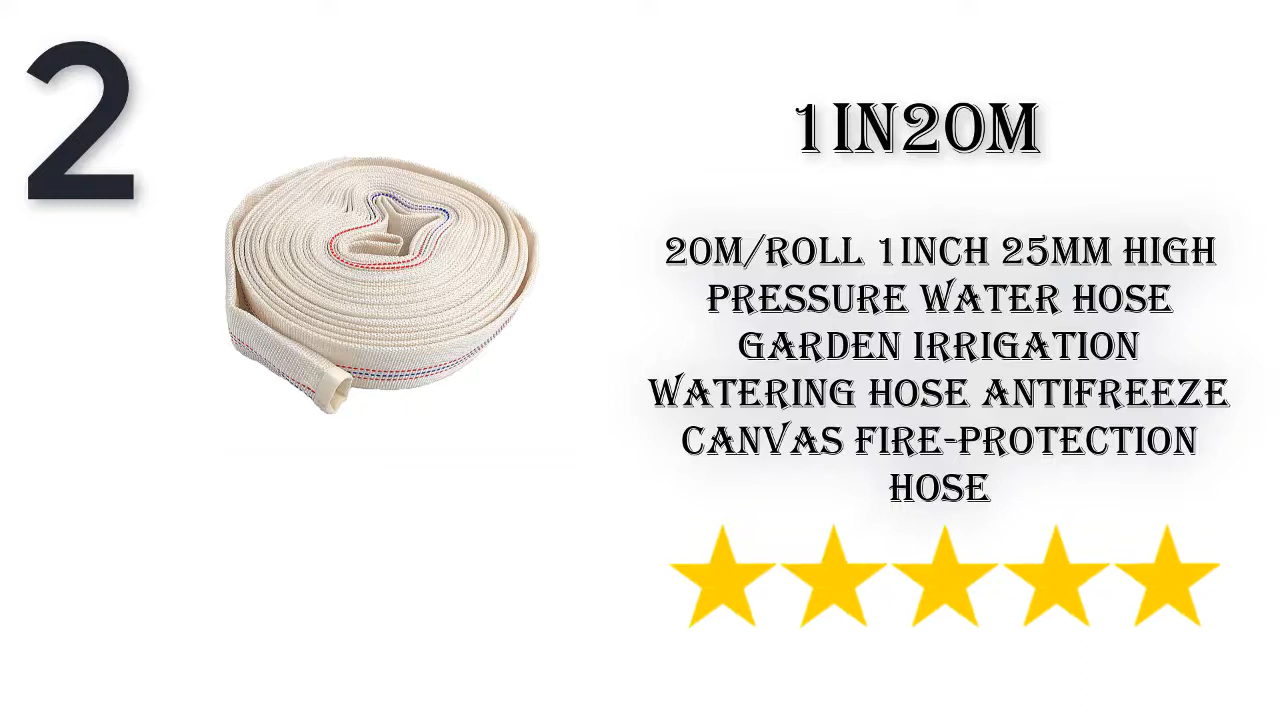 2
1IN20M
20M/ROLL 1INCH 25MM HIGH
PRESSURE WATER HOSE
GARDEN IRRIGATION
WATERING HOSE ANTIFREEZE
CANVAS FIRE-PROTECTION
HOSE